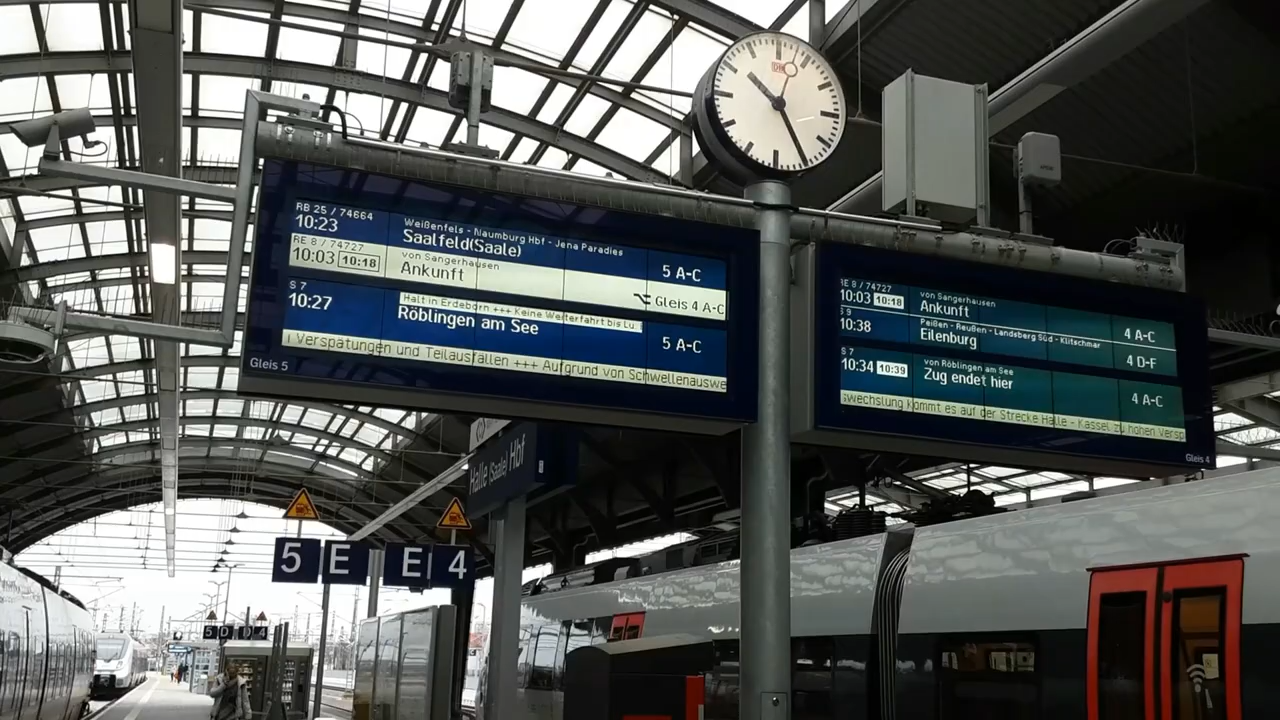 DB
RB 25 / 74664
10:23
Weißenfels - Naumburg Hbf - Jena Paradies
Saalfeld(Saale)
5 A-C
RE 8 / 74727
10:03 10:18
von Sangerhausen
Ankunft
Gleis 4 A-C
S 7
10:27
Halt in Erdeborn +++ Keine Weiterfahrt bis Lu
Röblingen am See
5 A-C
Verspätungen und Teilausfällen +++ Aufgrund von Schwellenauswe
Gleis 5
RE 8 / 74727
10:03 10:18
von Sangerhausen
Ankunft
4 A-C
S 9
10:38
Peißen - Reußen - Landsberg Süd - Klitschmar
Eilenburg
4 D-F
S 7
10:34 10:39
von Röblingen am See
Zug endet hier
4 A-C
swechslung kommt es auf der Strecke Halle - Kassel zu hohen Versp
Gleis 4
Halle (Saale) Hbf
5 E E 4
5 D D 4